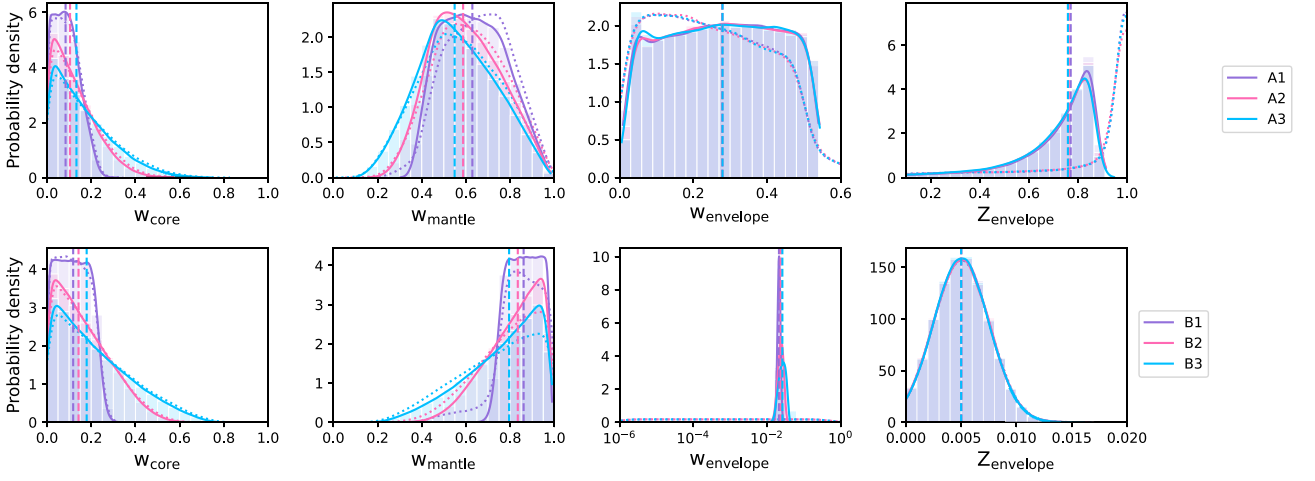 Probability density
6
4
2
0
0.0 0.2 0.4 0.6 0.8 1.0
w_core
2.0
1.5
1.0
0.5
0.0
0.0 0.2 0.4 0.6 0.8 1.0
w_mantle
2.0
1.5
1.0
0.5
0.0
0.0 0.2 0.4 0.6
w_envelope
6
4
2
0
0.2 0.4 0.6 0.8 1.0
Z_envelope
A1
A2
A3
Probability density
4
3
2
1
0
0.0 0.2 0.4 0.6 0.8 1.0
w_core
4
3
2
1
0
0.0 0.2 0.4 0.6 0.8 1.0
w_mantle
10
8
6
4
2
0
10⁻⁶ 10⁻⁴ 10⁻² 10⁰
w_envelope
150
100
50
0
0.000 0.005 0.010 0.015 0.020
Z_envelope
B1
B2
B3